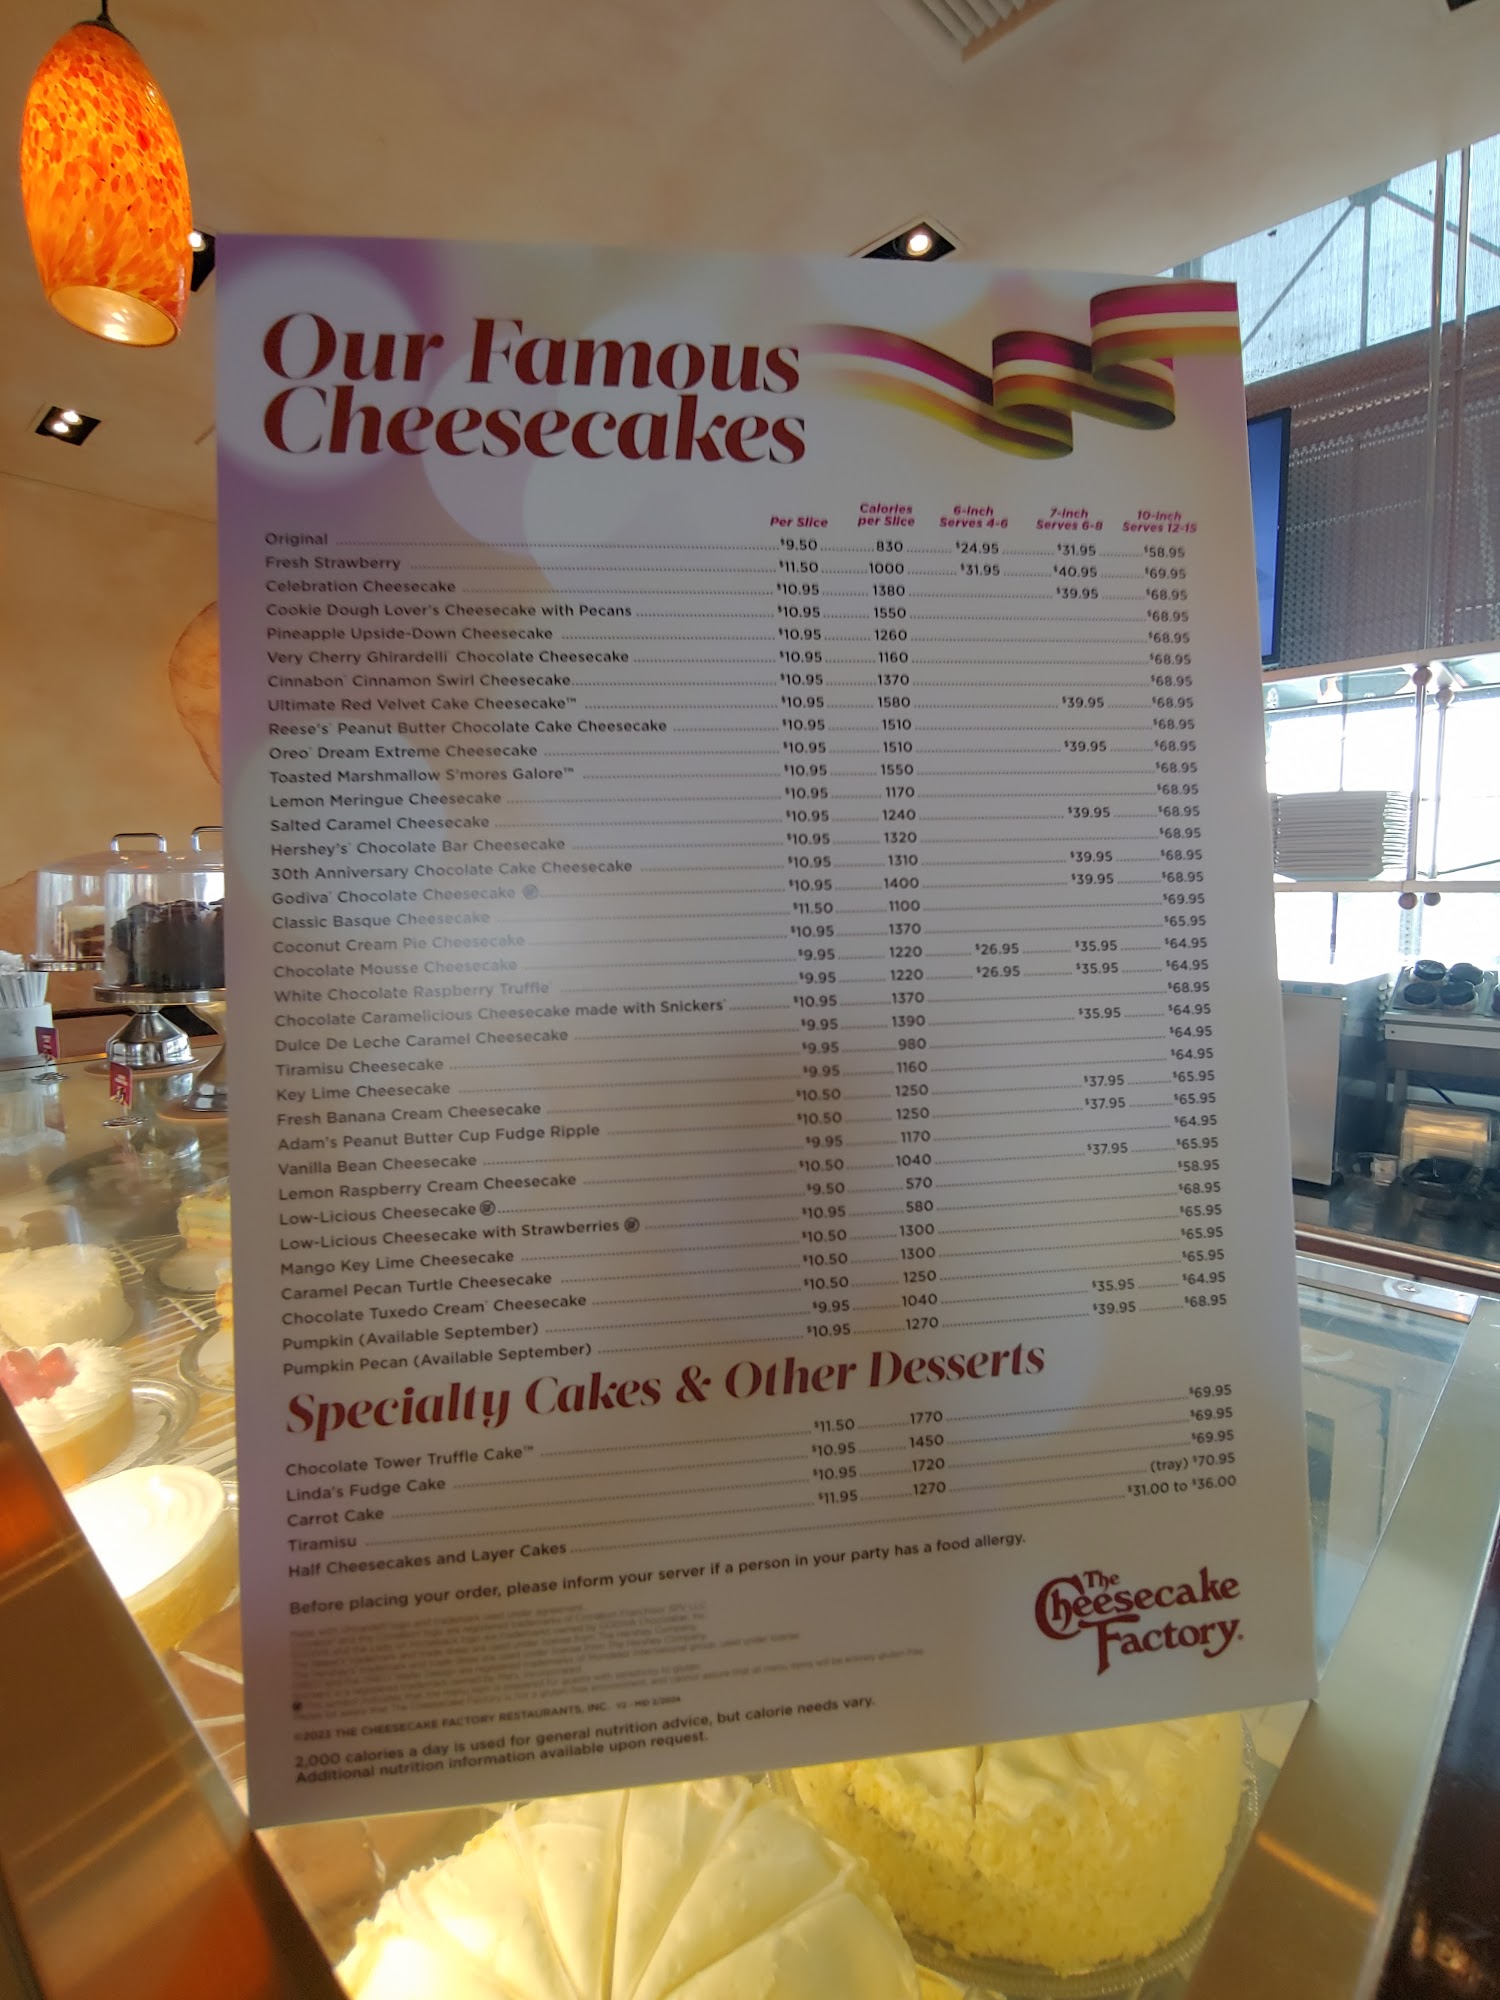 Our Famous
Cheesecakes
Per Slice Calories per Slice 6-Inch Serves 4-6 7-Inch Serves 6-8 10-Inch Serves 12-15
Original $9.50 830 $24.95 $31.95 $58.95
Fresh Strawberry $11.50 1000 $31.95 $40.95 $69.95
Celebration Cheesecake $10.95 1380 $39.95 $68.95
Cookie Dough Lover's Cheesecake with Pecans $10.95 1550 $68.95
Pineapple Upside-Down Cheesecake $10.95 1260 $68.95
Very Cherry Ghirardelli® Chocolate Cheesecake $10.95 1160 $68.95
Cinnabon® Cinnamon Swirl Cheesecake $10.95 1370 $68.95
Ultimate Red Velvet Cake Cheesecake™ $10.95 1580 $39.95 $68.95
Reese's® Peanut Butter Chocolate Cake Cheesecake $10.95 1510 $68.95
Oreo® Dream Extreme Cheesecake $10.95 1510 $39.95 $68.95
Toasted Marshmallow S'mores Galore™ $10.95 1550 $68.95
Lemon Meringue Cheesecake $10.95 1170 $68.95
Salted Caramel Cheesecake $10.95 1240 $39.95 $68.95
Hershey's® Chocolate Bar Cheesecake $10.95 1320 $68.95
30th Anniversary Chocolate Cake Cheesecake $10.95 1310 $39.95 $68.95
Godiva® Chocolate Cheesecake $10.95 1400 $39.95 $68.95
Classic Basque Cheesecake $11.50 1100 $69.95
Coconut Cream Pie Cheesecake $10.95 1370 $65.95
Chocolate Mousse Cheesecake $9.95 1220 $26.95 $35.95 $64.95
White Chocolate Raspberry Truffle® $9.95 1220 $26.95 $35.95 $64.95
Chocolate Caramelicious Cheesecake made with Snickers® $10.95 1370 $68.95
Dulce De Leche Caramel Cheesecake $9.95 1390 $35.95 $64.95
Tiramisu Cheesecake $9.95 980 $64.95
Key Lime Cheesecake $9.95 1160 $64.95
Fresh Banana Cream Cheesecake $10.50 1250 $37.95 $65.95
Adam's Peanut Butter Cup Fudge Ripple $10.50 1250 $37.95 $65.95
Vanilla Bean Cheesecake $9.95 1170 $64.95
Lemon Raspberry Cream Cheesecake $10.50 1040 $37.95 $65.95
Low-Licious Cheesecake $9.50 570 $58.95
Low-Licious Cheesecake with Strawberries $10.95 580 $68.95
Mango Key Lime Cheesecake $10.50 1300 $65.95
Caramel Pecan Turtle Cheesecake $10.50 1300 $65.95
Chocolate Tuxedo Cream® Cheesecake $10.50 1250 $65.95
Pumpkin (Available September) $9.95 1040 $35.95 $64.95
Pumpkin Pecan (Available September) $10.95 1270 $39.95 $68.95
Specialty Cakes & Other Desserts
Chocolate Tower Truffle Cake™ $11.50 1770 $69.95
Linda's Fudge Cake $10.95 1450 $69.95
Carrot Cake $10.95 1720 $69.95
Tiramisu $11.95 1270 (tray) $70.95
Half Cheesecakes and Layer Cakes $31.00 to $36.00
Before placing your order, please inform your server if a person in your party has a food allergy.
©2023 THE CHEESECAKE FACTORY RESTAURANTS, INC.
2,000 calories a day is used for general nutrition advice, but calorie needs vary.
Additional nutrition information available upon request.
The
Cheesecake
Factory.